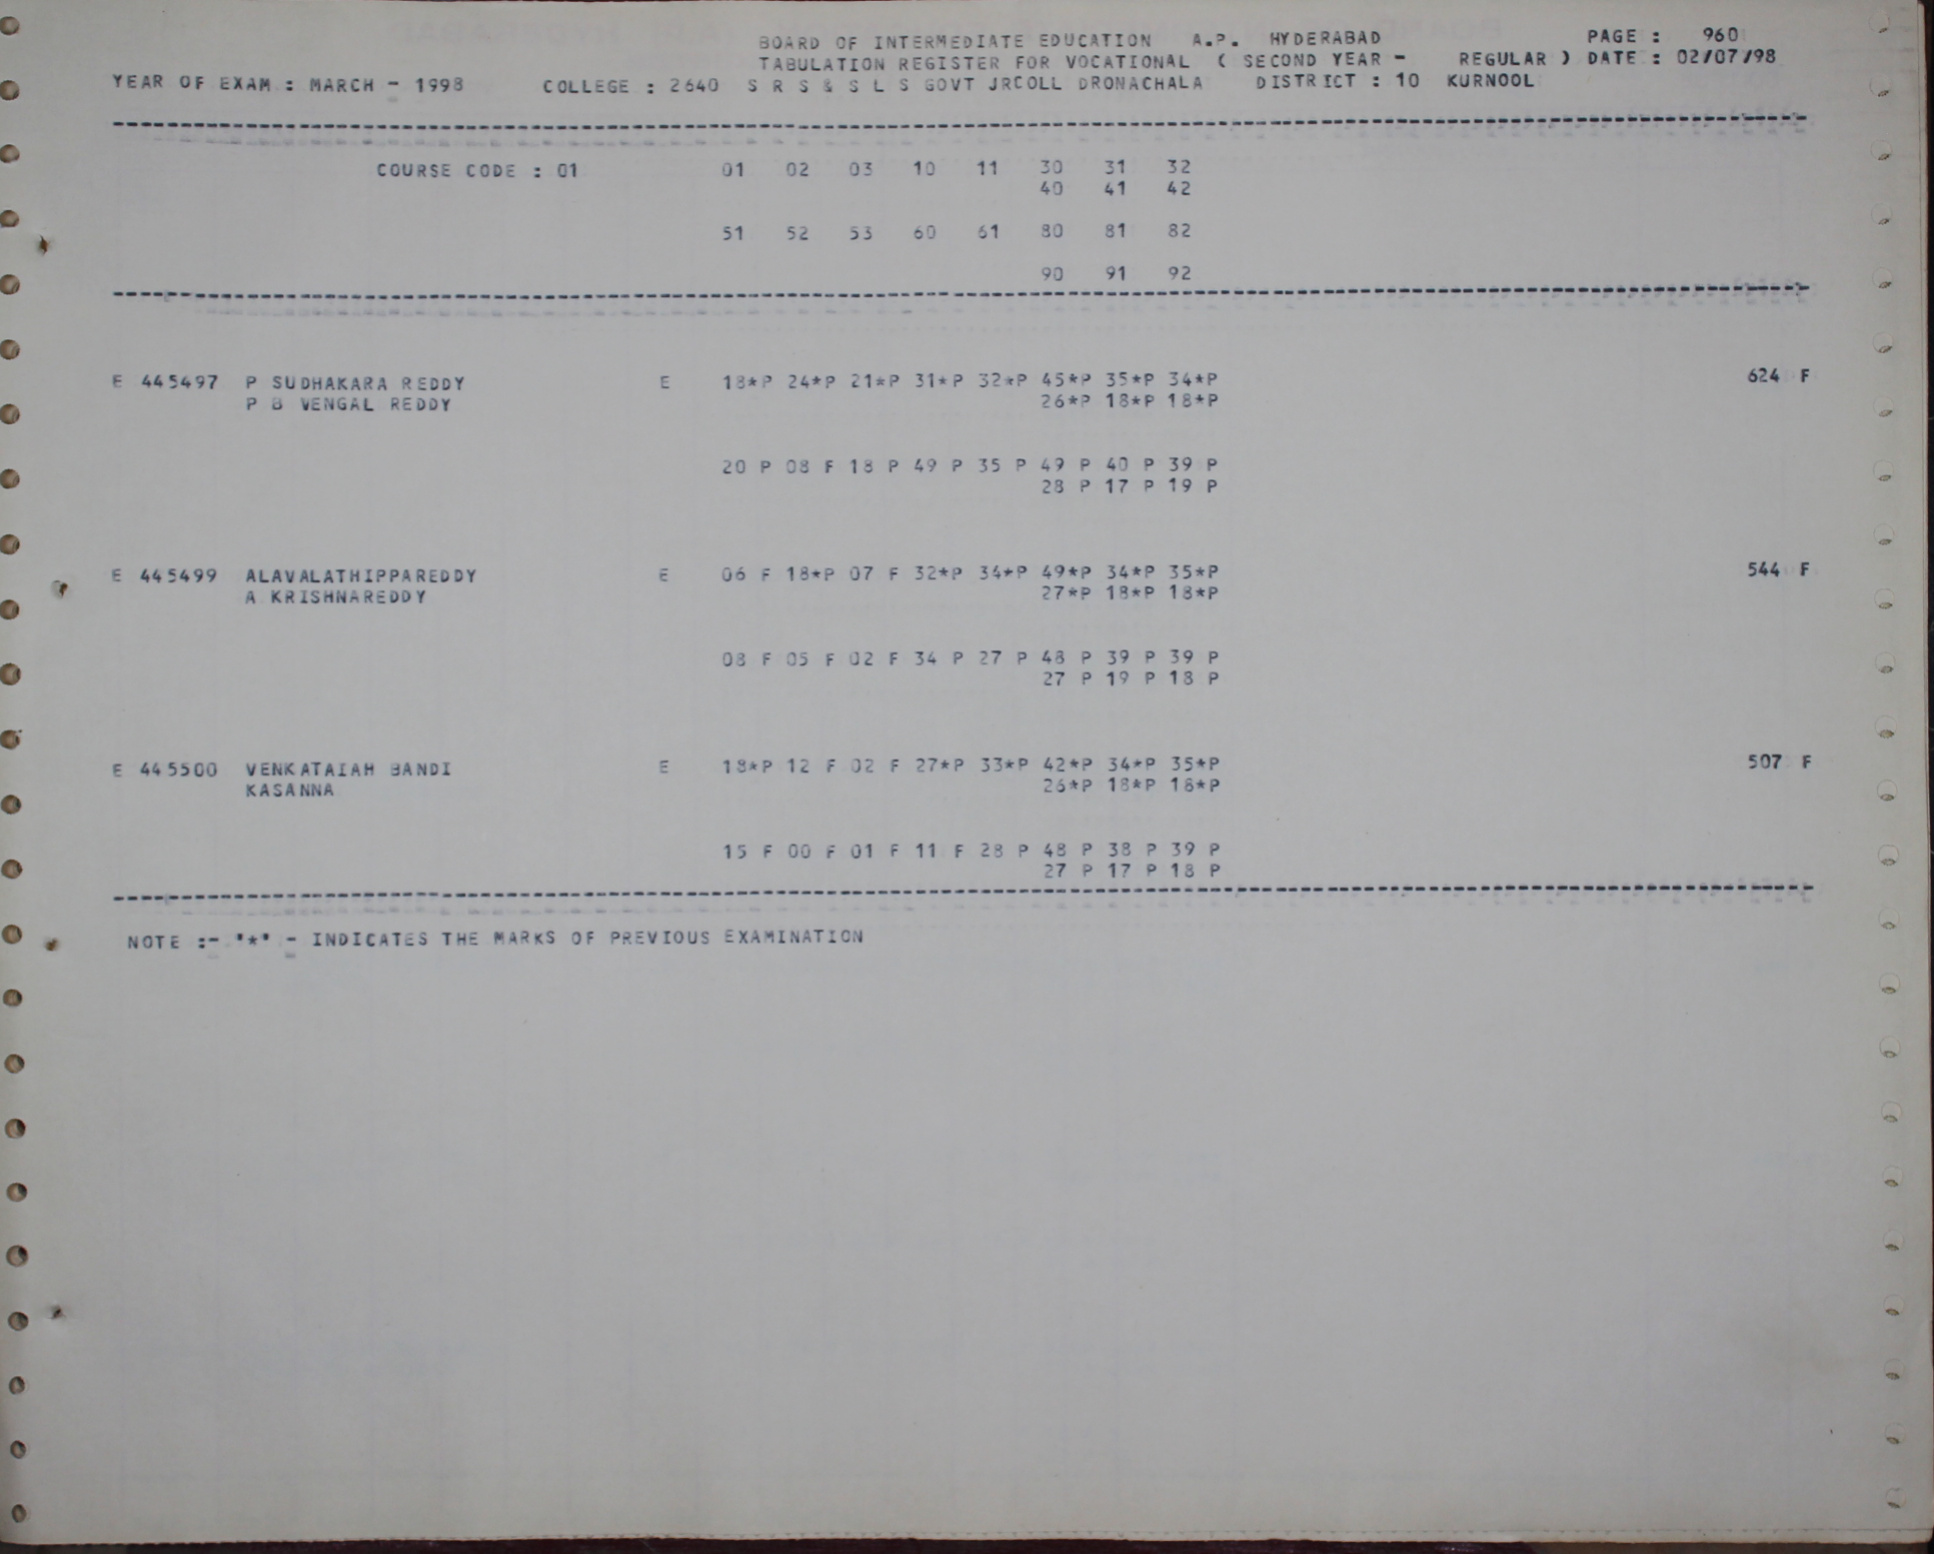 BOARD OF INTERMEDIATE EDUCATION A.P. HYDERABAD PAGE : 960
TABULATION REGISTER FOR VOCATIONAL ( SECOND YEAR - REGULAR ) DATE : 02/07/98
YEAR OF EXAM : MARCH - 1998 COLLEGE : 2640 S R S & S L S GOVT JRCOLL DRONACHALA DISTRICT : 10 KURNOOL
COURSE CODE : 01 01 02 03 10 11 30 31 32
40 41 42
51 52 53 60 61 80 81 82
90 91 92
E 445497 P SUDHAKARA REDDY E 18*P 24*P 21*P 31*P 32*P 45*P 35*P 34*P 624 F
P B VENGAL REDDY 26*P 18*P 18*P
20 P 08 F 18 P 49 P 35 P 49 P 40 P 39 P
28 P 17 P 19 P
E 445499 ALAVALATHIPPAREDDY E 06 F 18*P 07 F 32*P 34*P 49*P 34*P 35*P 544 F
A KRISHNAREDDY 27*P 18*P 18*P
08 F 05 F 02 F 34 P 27 P 48 P 39 P 39 P
27 P 19 P 18 P
E 445500 VENKATAIAH BANDI E 18*P 12 F 02 F 27*P 33*P 42*P 34*P 35*P 507 F
KASANNA 26*P 18*P 18*P
15 F 00 F 01 F 11 F 28 P 48 P 38 P 39 P
27 P 17 P 18 P
NOTE :- "*" - INDICATES THE MARKS OF PREVIOUS EXAMINATION